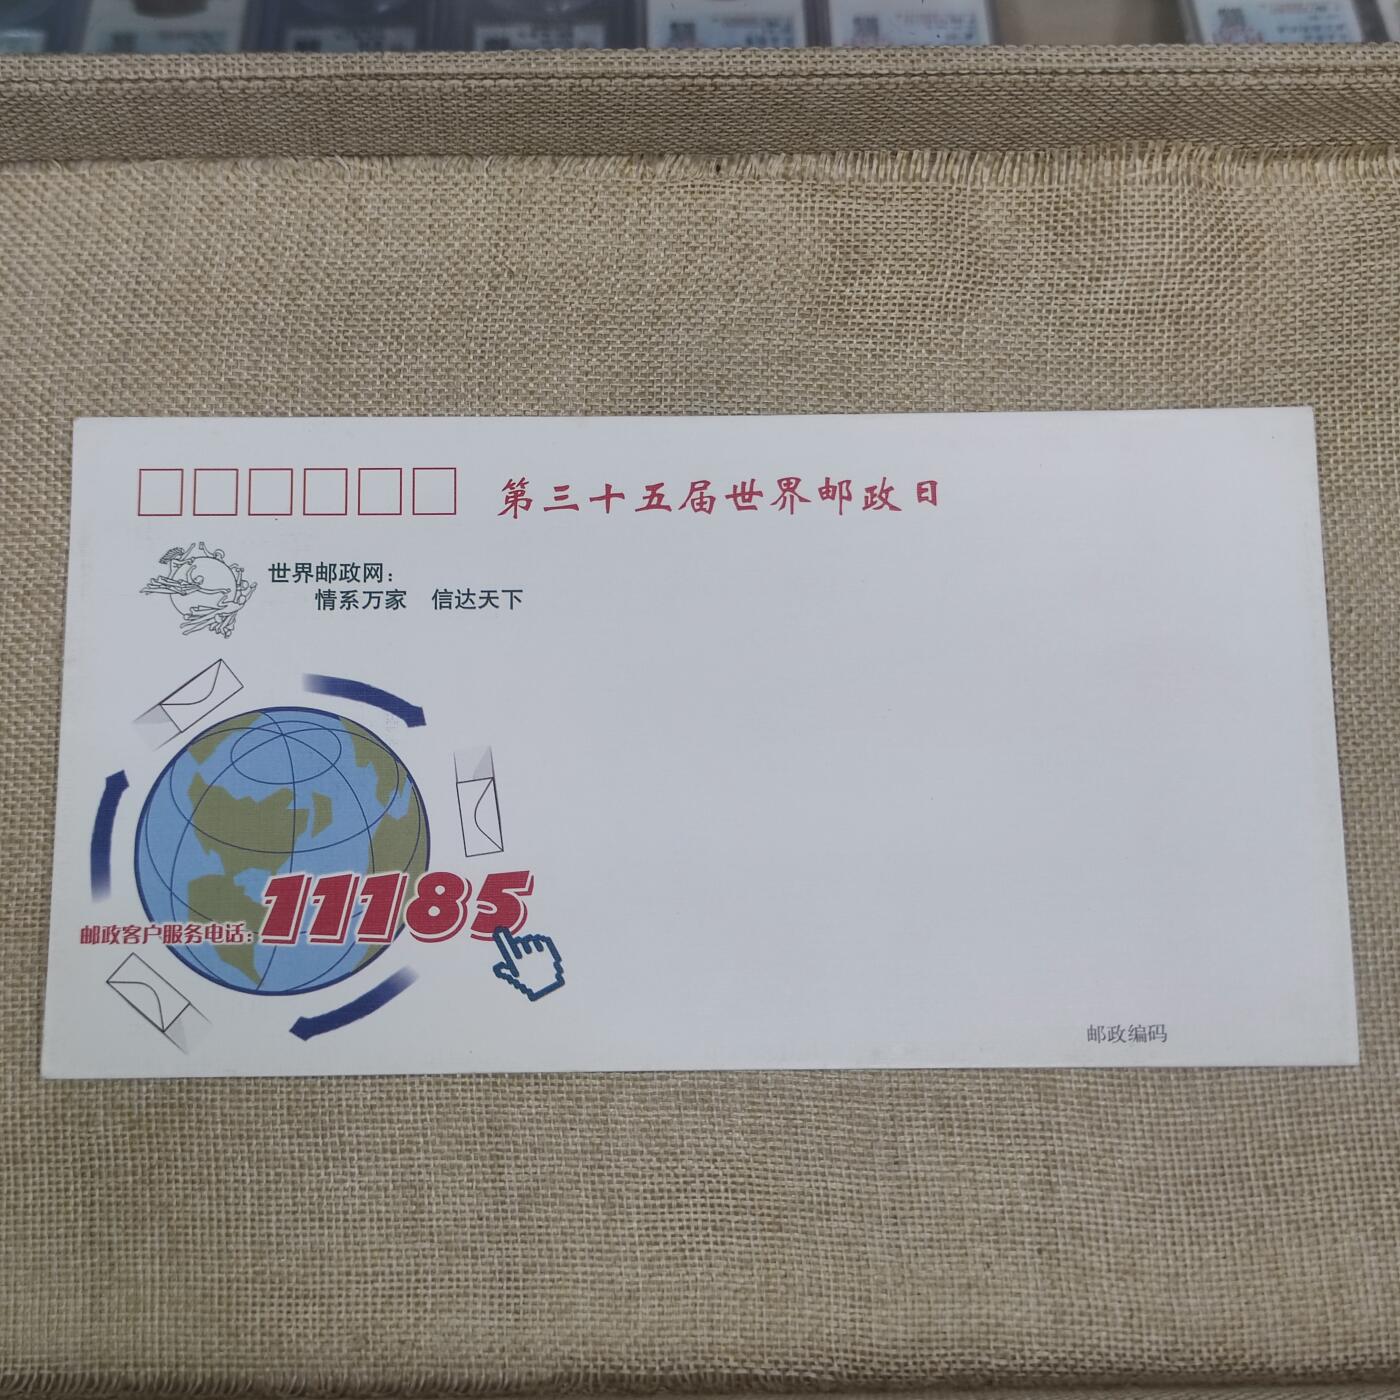 第三十五届世界邮政日
世界邮政网：
情系万家　信达天下
邮政客户服务电话：11185
邮政编码